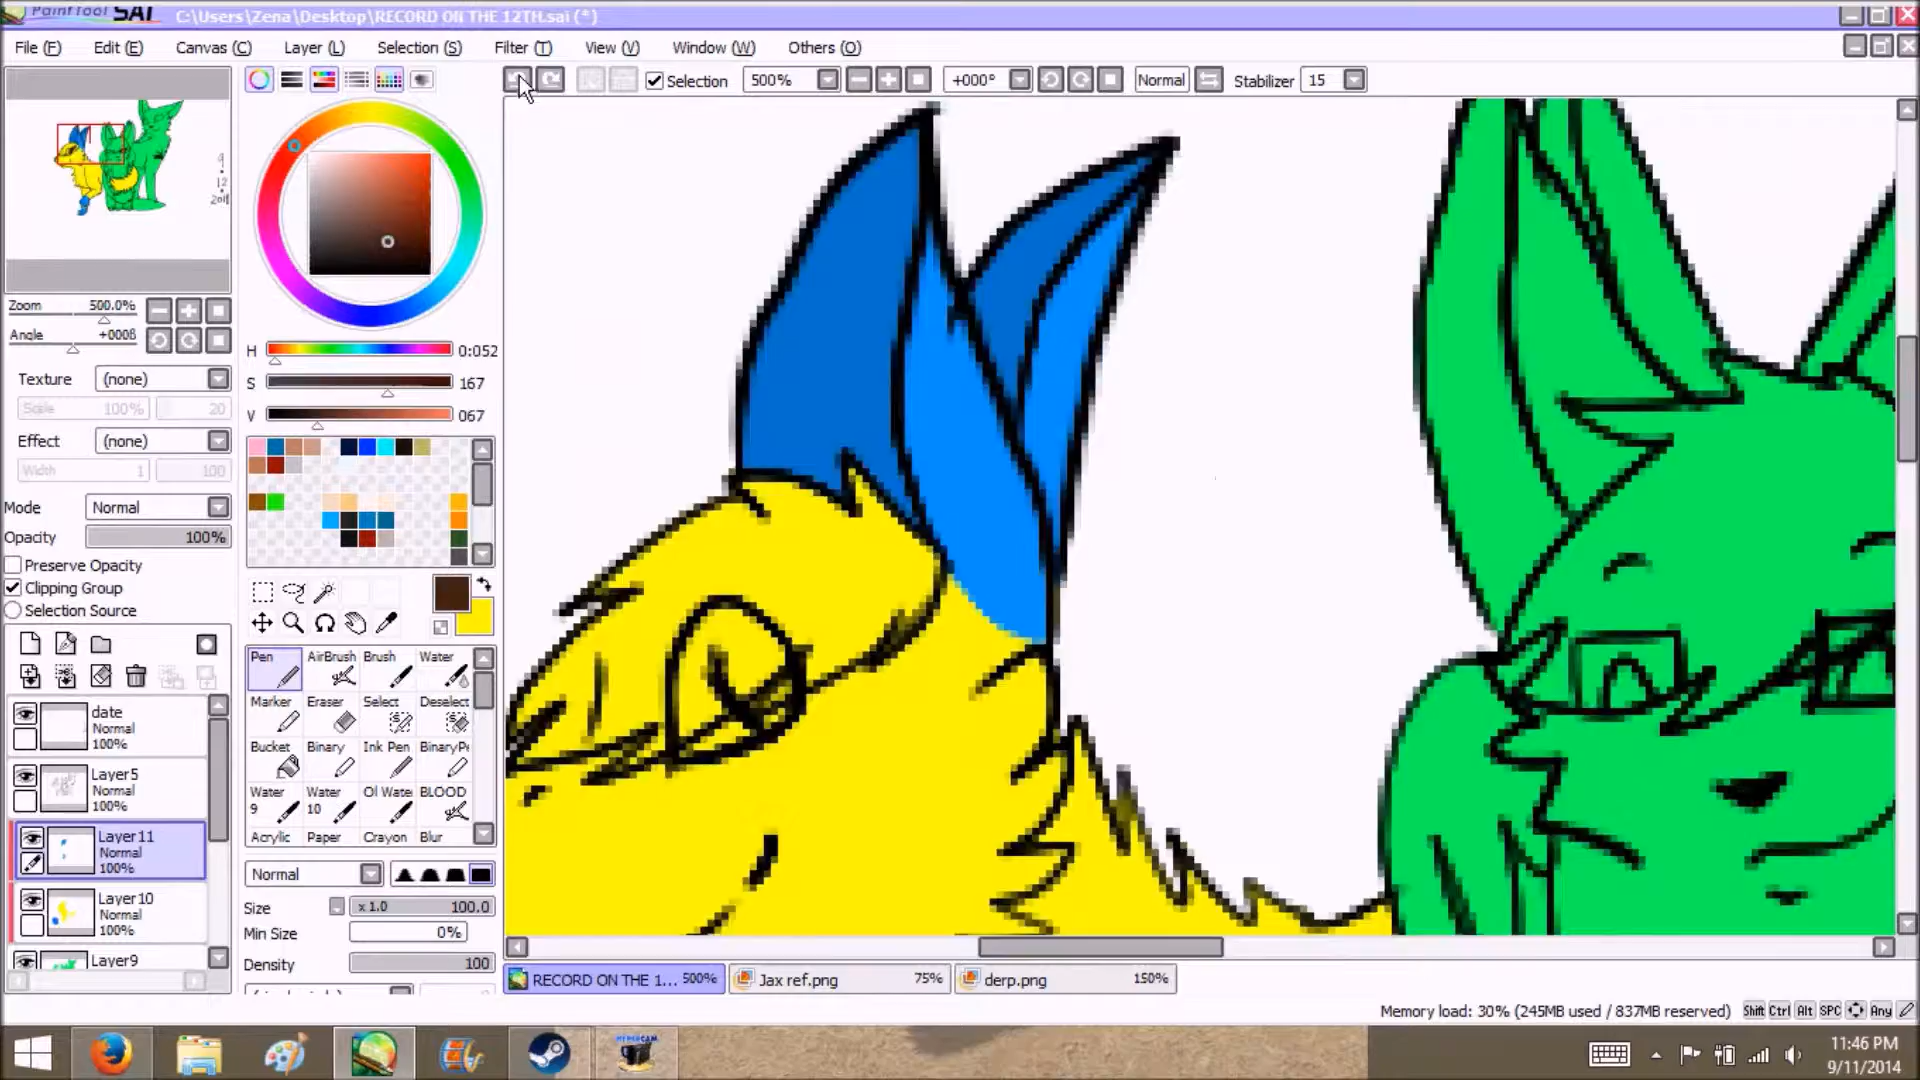 PaintTool SAI C:\Users\Zena\Desktop\RECORD ON THE 12TH.sai (*)
File (F) Edit (E) Canvas (C) Layer (L) Selection (S) Filter (T) View (V) Window (W) Others (O)
Selection 500% +000° Normal Stabilizer 15
Zoom 500.0%
Angle +000ß
H 0:052
S 167
V 067
Texture (none)
Scale 100% 20
Effect (none)
Width 1 100
Mode Normal
Opacity 100%
Preserve Opacity
Clipping Group
Selection Source
date
Normal
100%
Layer5
Normal
100%
Layer11
Normal
100%
Layer10
Normal
100%
Layer9
Pen AirBrush Brush Water
Marker Eraser Select Deselect
Bucket Binary Ink Pen BinaryPe
Water 9 Water 10 Ol Wate BLOOD
Acrylic Paper Crayon Blur
Normal
Size x 1.0 100.0
Min Size 0%
Density 100
RECORD ON THE 1... 500% Jax ref.png 75% derp.png 150%
Memory load: 30% (245MB used / 837MB reserved) Shift Ctrl Alt SPC Any
HYPERCAM
11:46 PM
9/11/2014